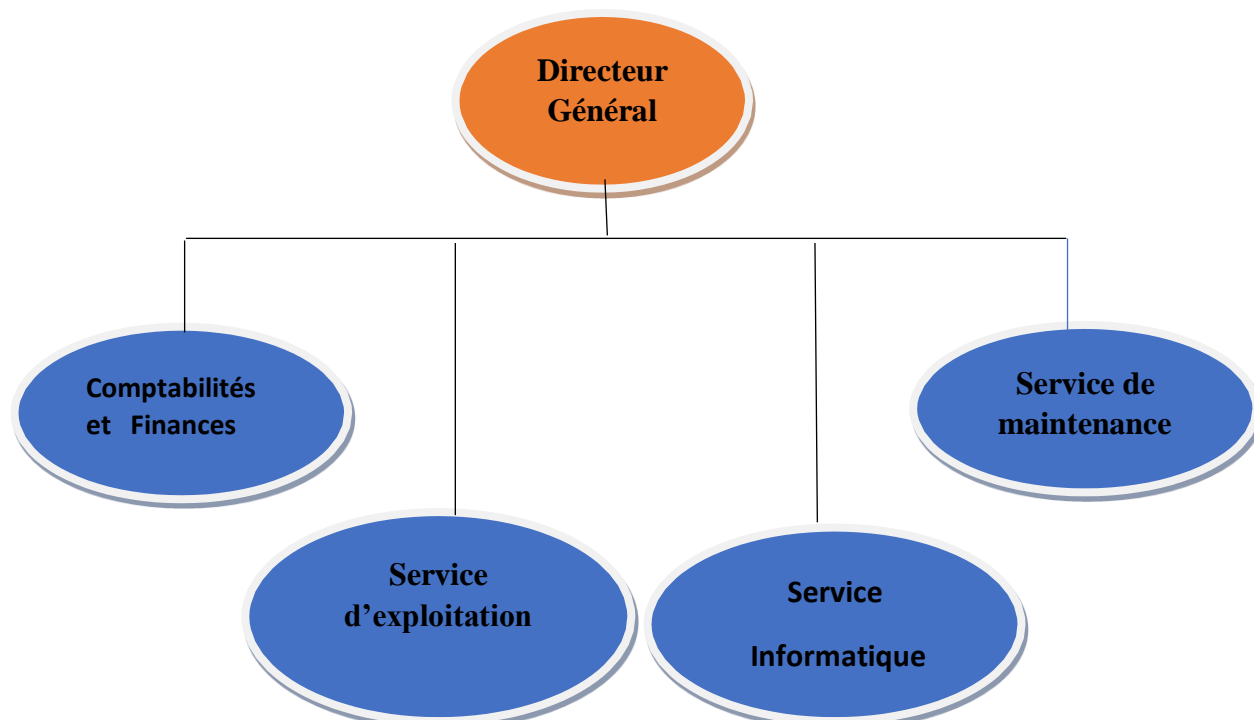 Directeur
Général
Comptabilités
et Finances
Service de
maintenance
Service
d’exploitation
Service
Informatique